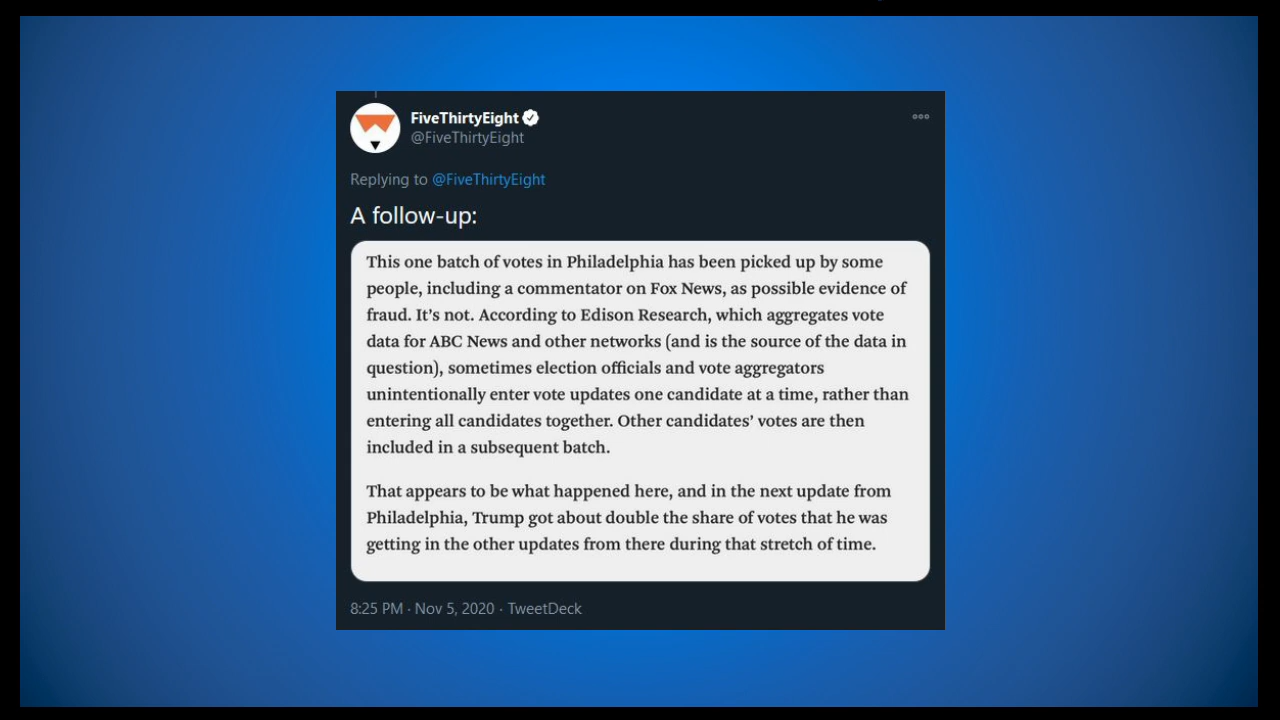 FiveThirtyEight
@FiveThirtyEight
Replying to @FiveThirtyEight
A follow-up:
This one batch of votes in Philadelphia has been picked up by some
people, including a commentator on Fox News, as possible evidence of
fraud. It’s not. According to Edison Research, which aggregates vote
data for ABC News and other networks (and is the source of the data in
question), sometimes election officials and vote aggregators
unintentionally enter vote updates one candidate at a time, rather than
entering all candidates together. Other candidates’ votes are then
included in a subsequent batch.
That appears to be what happened here, and in the next update from
Philadelphia, Trump got about double the share of votes that he was
getting in the other updates from there during that stretch of time.
8:25 PM · Nov 5, 2020 · TweetDeck